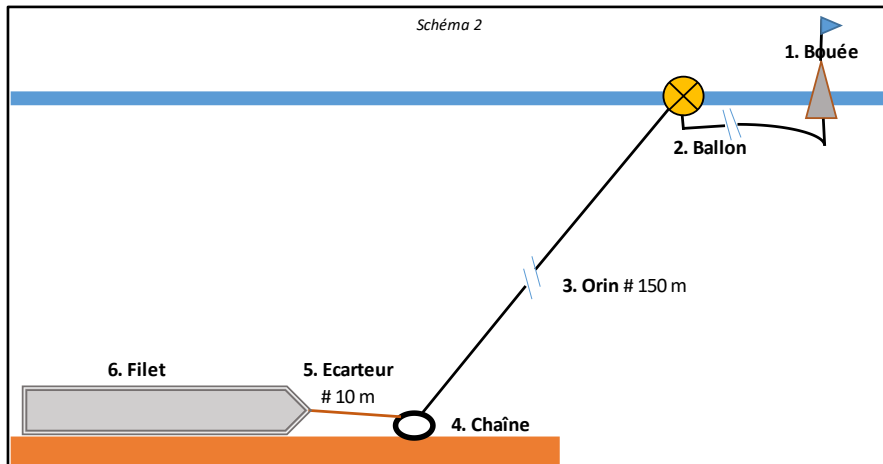 Schéma 2
1. Bouée
2. Ballon
3. Orin # 150 m
6. Filet
5. Ecarteur
# 10 m
4. Chaîne